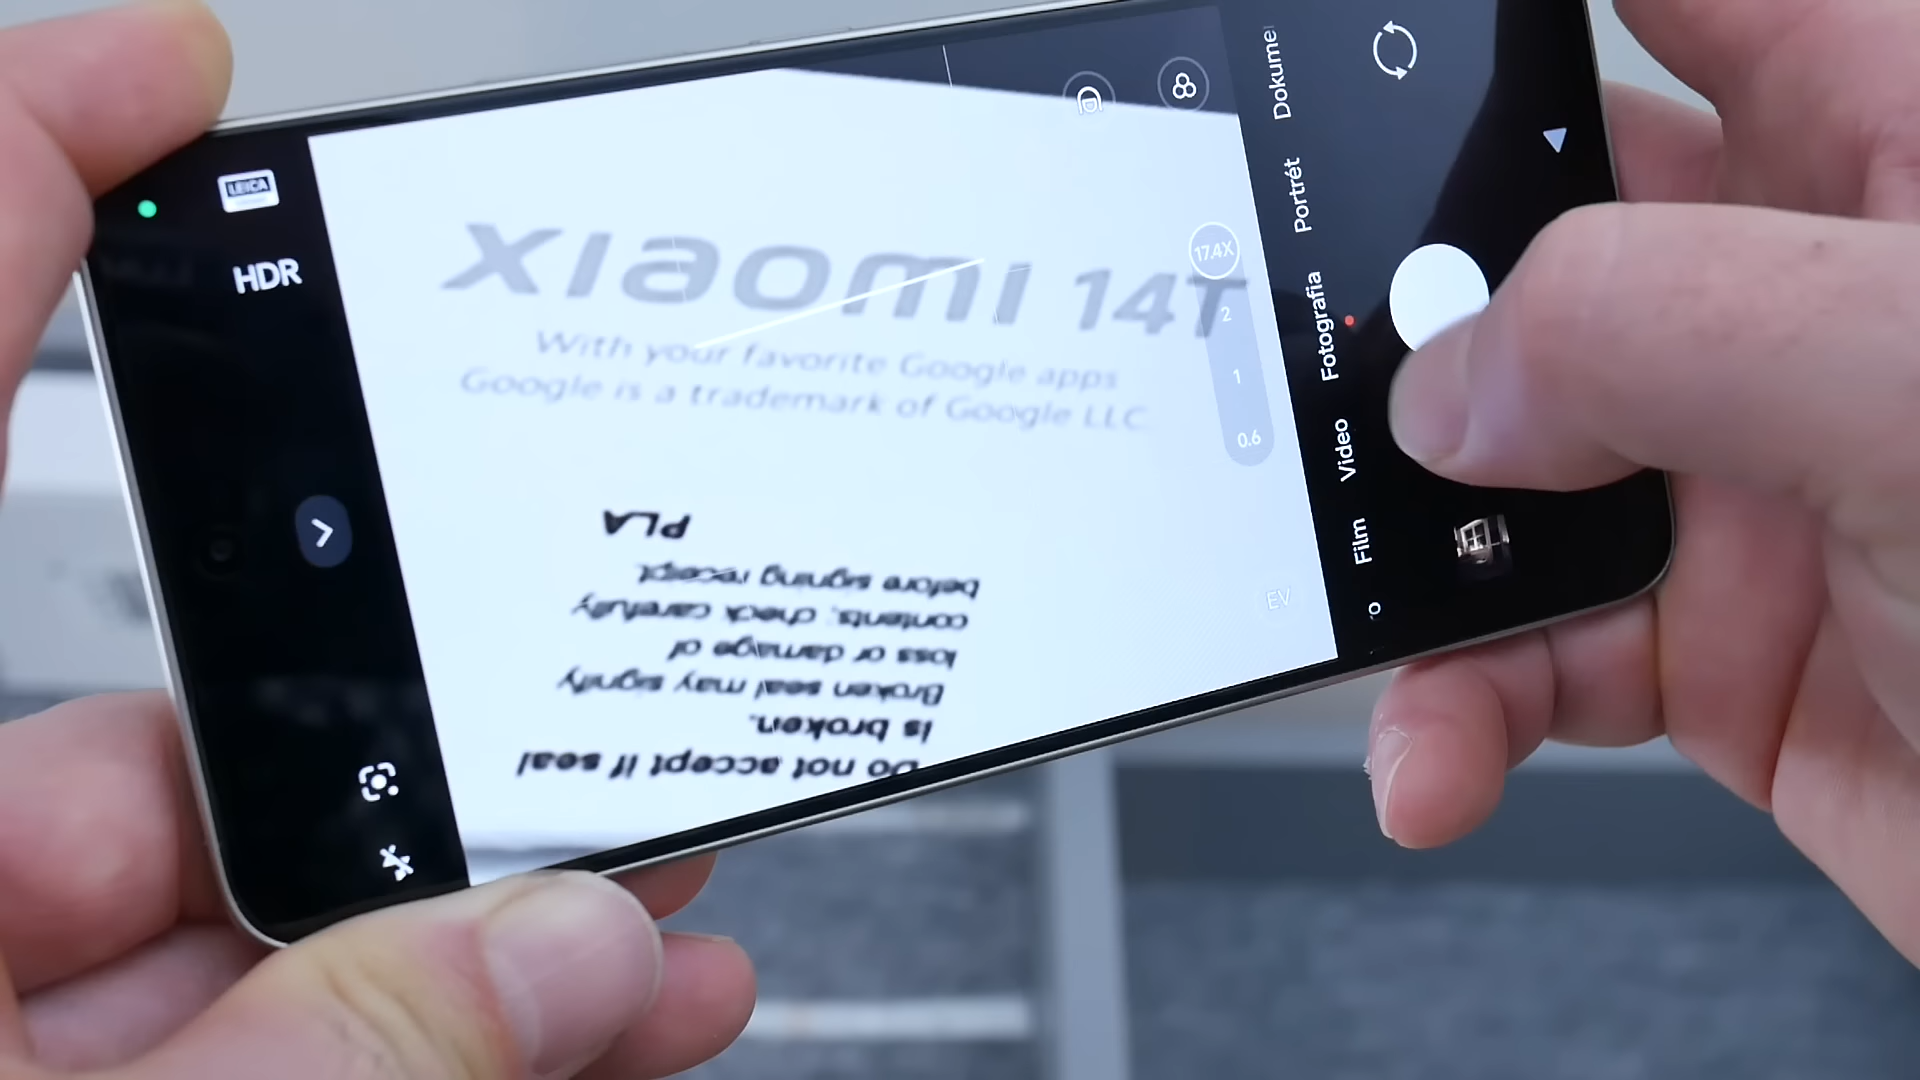 LEICA
HDR
xiaomi 14T
With your favorite Google apps
Google is a trademark of Google LLC
Do not accept if seal
is broken.
Broken seal may signify
loss or damage of
contents, check carefully
before signing receipt.
PLA
17.4X
2
1
0.6
EV
Dokume
Portrét
Fotografia
Video
Film
o